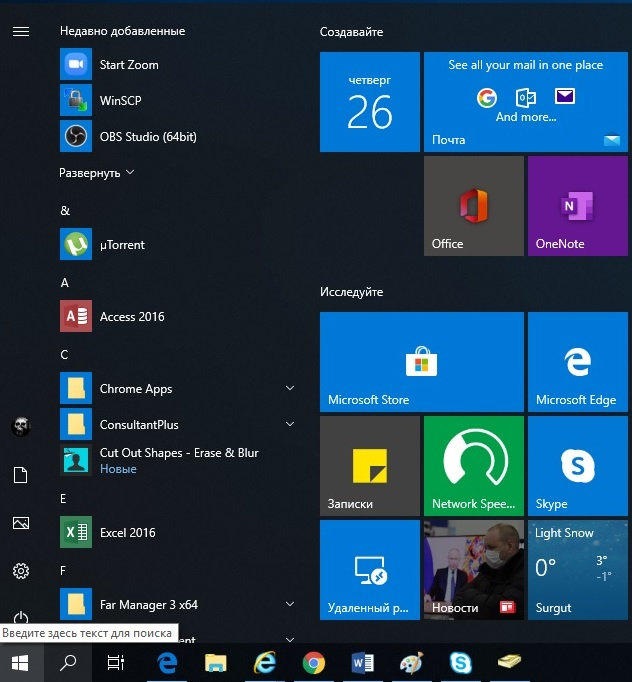 Недавно добавленные
Start Zoom
WinSCP
OBS Studio (64bit)
Развернуть
&
µTorrent
A
Access 2016
C
Chrome Apps
ConsultantPlus
Cut Out Shapes - Erase & Blur
Новые
E
Excel 2016
F
Far Manager 3 x64
Введите здесь текст для поиска
Создавайте
четверг
26
See all your mail in one place
And more...
Почта
Office
OneNote
Исследуйте
Microsoft Store
Microsoft Edge
Записки
Network Spee...
Skype
Удаленный р...
Новости
Light Snow
0° 3°
-1°
Surgut